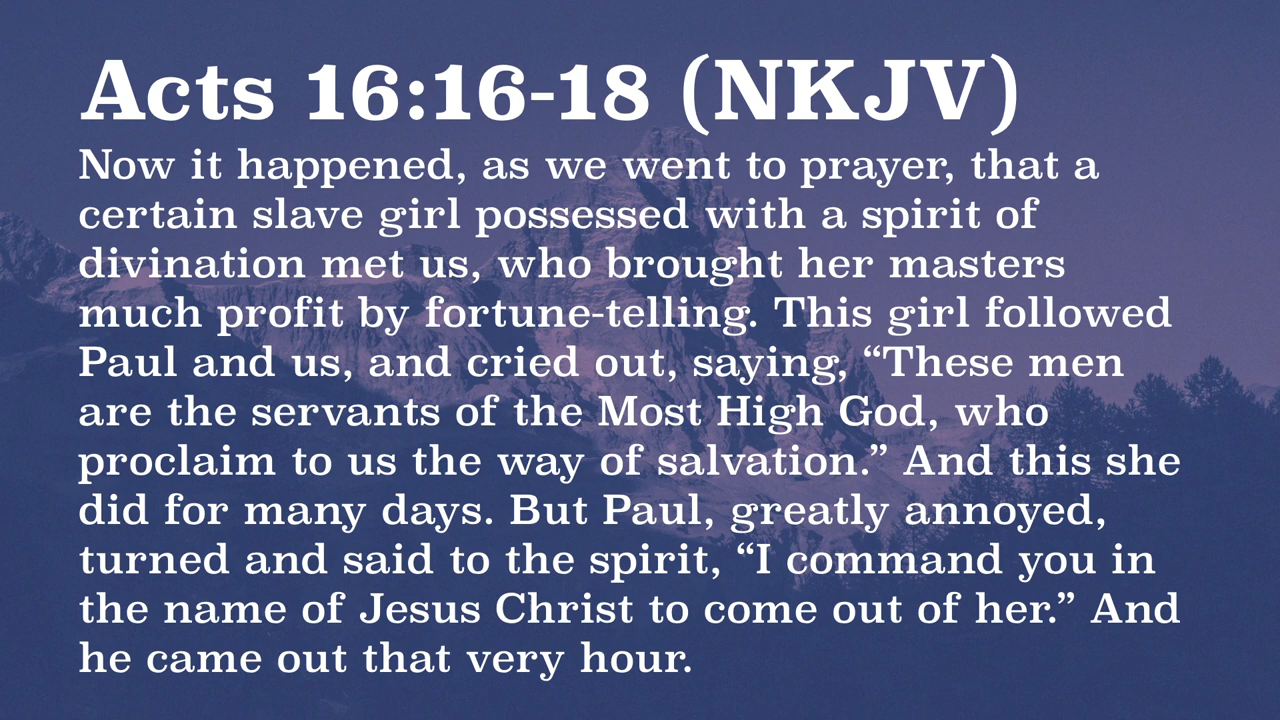 Acts 16:16-18 (NKJV)
Now it happened, as we went to prayer, that a
certain slave girl possessed with a spirit of
divination met us, who brought her masters
much profit by fortune-telling. This girl followed
Paul and us, and cried out, saying, “These men
are the servants of the Most High God, who
proclaim to us the way of salvation.” And this she
did for many days. But Paul, greatly annoyed,
turned and said to the spirit, “I command you in
the name of Jesus Christ to come out of her.” And
he came out that very hour.